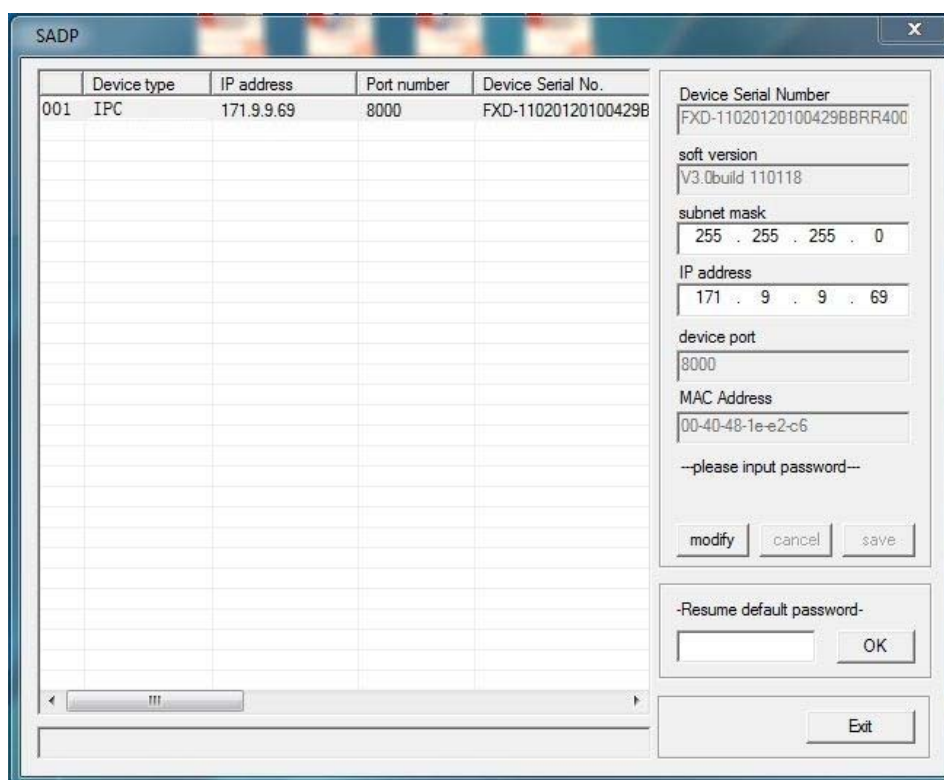 SADP
Device type IP address Port number Device Serial No.
001 IPC 171.9.9.69 8000 FXD-11020120100429B
Device Serial Number
FXD-11020120100429BBRR400
soft version
V3.0build 110118
subnet mask
255 . 255 . 255 . 0
IP address
171 . 9 . 9 . 69
device port
8000
MAC Address
00-40-48-1e-e2-c6
---please input password---
modify cancel save
-Resume default password-
OK
Exit